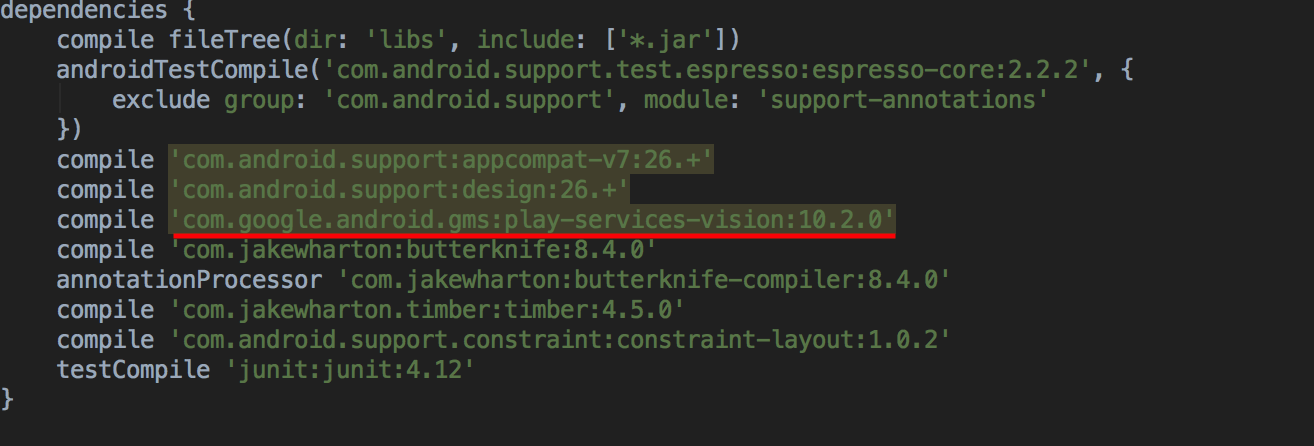 dependencies {
    compile fileTree(dir: 'libs', include: ['*.jar'])
    androidTestCompile('com.android.support.test.espresso:espresso-core:2.2.2', {
        exclude group: 'com.android.support', module: 'support-annotations'
    })
    compile 'com.android.support:appcompat-v7:26.+'
    compile 'com.android.support:design:26.+'
    compile 'com.google.android.gms:play-services-vision:10.2.0'
    compile 'com.jakewharton:butterknife:8.4.0'
    annotationProcessor 'com.jakewharton:butterknife-compiler:8.4.0'
    compile 'com.jakewharton.timber:timber:4.5.0'
    compile 'com.android.support.constraint:constraint-layout:1.0.2'
    testCompile 'junit:junit:4.12'
}